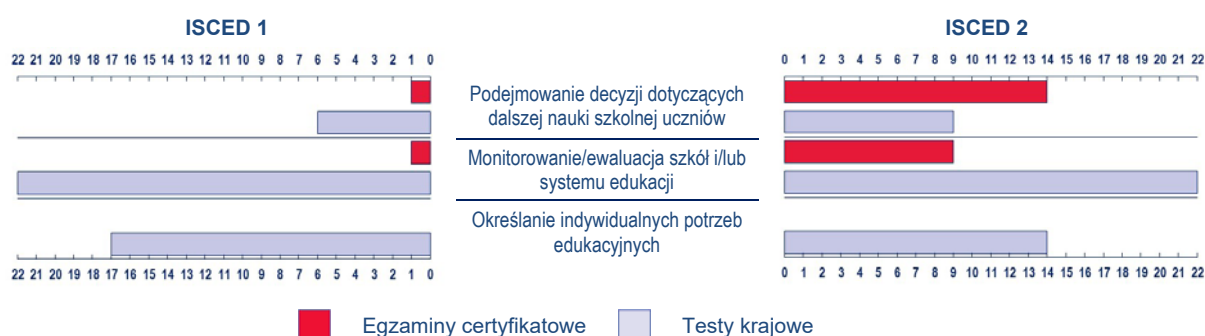 ISCED 1
ISCED 2
22 21 20 19 18 17 16 15 14 13 12 11 10 9 8 7 6 5 4 3 2 1 0
0 1 2 3 4 5 6 7 8 9 10 11 12 13 14 15 16 17 18 19 20 21 22
Podejmowanie decyzji dotyczących
dalszej nauki szkolnej uczniów
Monitorowanie/ewaluacja szkół i/lub
systemu edukacji
Określanie indywidualnych potrzeb
edukacyjnych
22 21 20 19 18 17 16 15 14 13 12 11 10 9 8 7 6 5 4 3 2 1 0
0 1 2 3 4 5 6 7 8 9 10 11 12 13 14 15 16 17 18 19 20 21 22
Egzaminy certyfikatowe
Testy krajowe